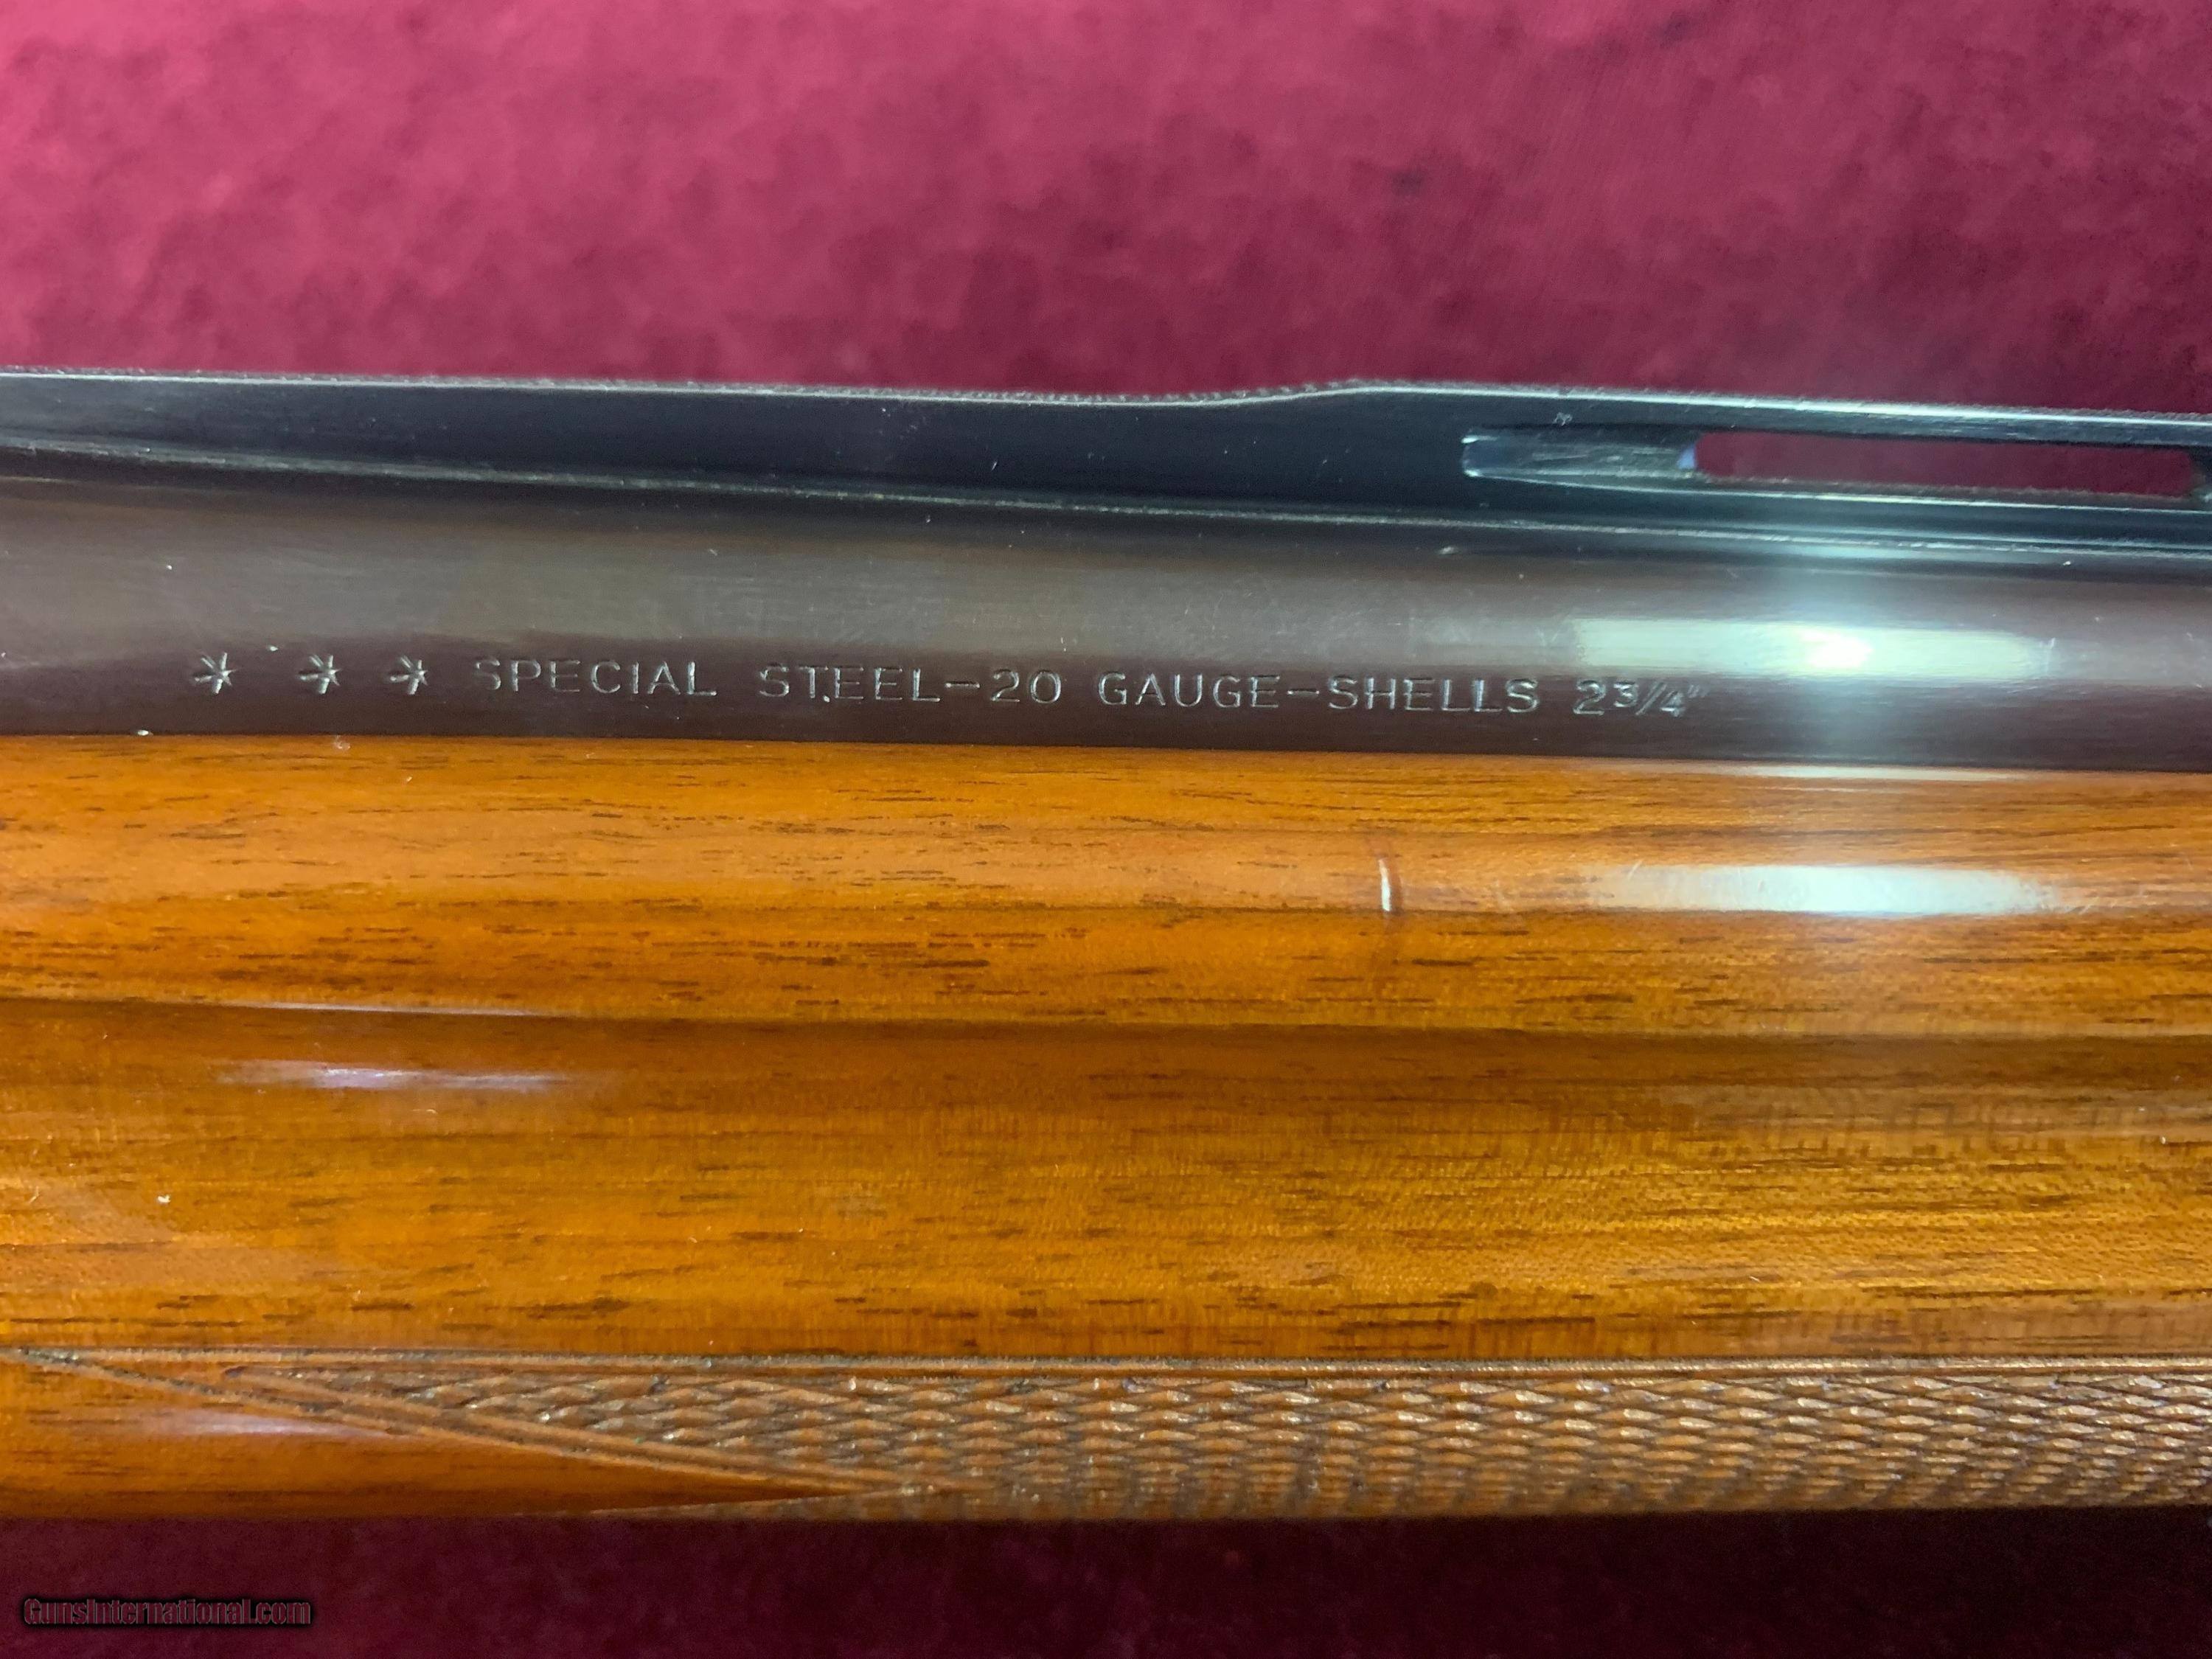 * * * SPECIAL STEEL-20 GAUGE-SHELLS 2¾"
GunsInternational.com